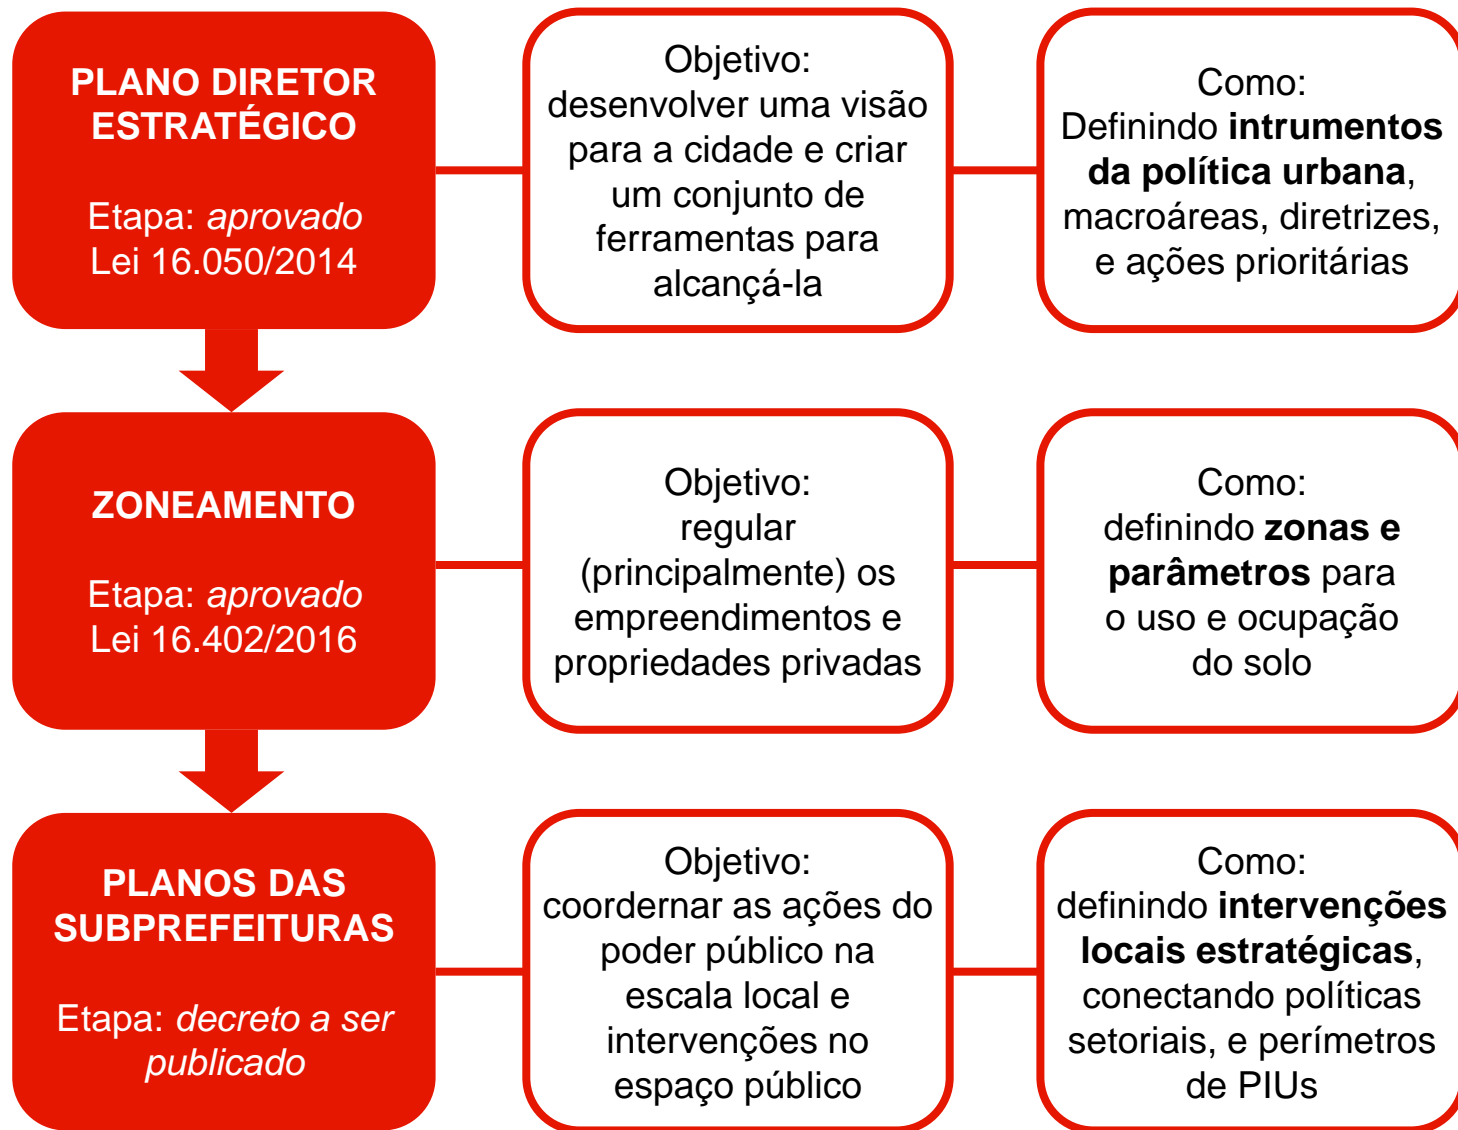 PLANO DIRETOR
ESTRATÉGICO
Etapa: aprovado
Lei 16.050/2014
Objetivo:
desenvolver uma visão
para a cidade e criar
um conjunto de
ferramentas para
alcançá-la
Como:
Definindo intrumentos
da política urbana,
macroáreas, diretrizes,
e ações prioritárias
ZONEAMENTO
Etapa: aprovado
Lei 16.402/2016
Objetivo:
regular
(principalmente) os
empreendimentos e
propriedades privadas
Como:
definindo zonas e
parâmetros para
o uso e ocupação
do solo
PLANOS DAS
SUBPREFEITURAS
Etapa: decreto a ser
publicado
Objetivo:
coordernar as ações do
poder público na
escala local e
intervenções no
espaço público
Como:
definindo intervenções
locais estratégicas,
conectando políticas
setoriais, e perímetros
de PIUs